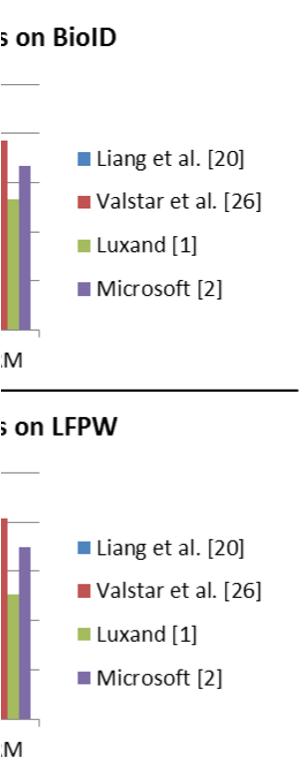 s on BioID
Liang et al. [20]
Valstar et al. [26]
Luxand [1]
Microsoft [2]
M
s on LFPW
Liang et al. [20]
Valstar et al. [26]
Luxand [1]
Microsoft [2]
M